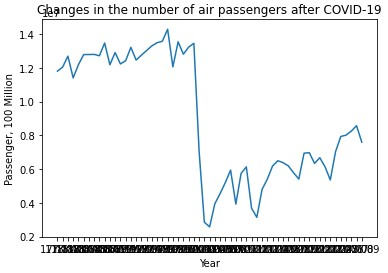 Changes in the number of air passengers after COVID-19
1e7
1.4
1.2
1.0
0.8
0.6
0.4
0.2
Passenger, 100 Million
Year